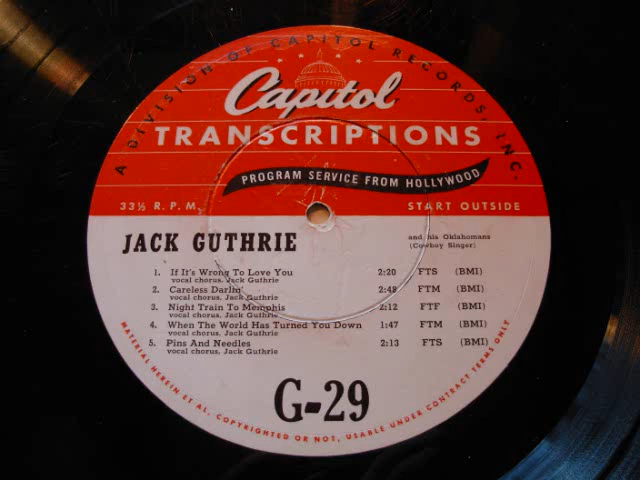 A DIVISION OF CAPITOL RECORDS, INC.
Capitol
TRANSCRIPTIONS
PROGRAM SERVICE FROM HOLLYWOOD
33⅓ R.P.M.
START OUTSIDE
JACK GUTHRIE
and his Oklahomans
(Cowboy Singer)
1. If It's Wrong To Love You 2:20 FTS (BMI)
vocal chorus, Jack Guthrie
2. Careless Darlin' 2:48 FTM (BMI)
vocal chorus, Jack Guthrie
3. Night Train To Memphis 2:12 FTF (BMI)
vocal chorus, Jack Guthrie
4. When The World Has Turned You Down 1:47 FTM (BMI)
vocal chorus, Jack Guthrie
5. Pins And Needles 2:13 FTS (BMI)
vocal chorus, Jack Guthrie
G-29
MATERIAL HEREIN ET AL, COPYRIGHTED OR NOT, USABLE UNDER CONTRACT TERMS ONLY